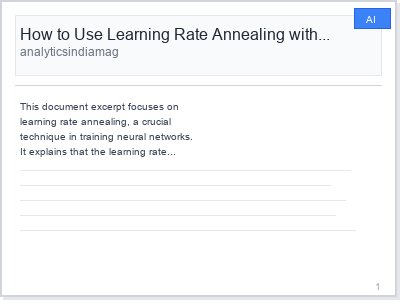 AI
How to Use Learning Rate Annealing with...
analyticsindiamag
This document excerpt focuses on
learning rate annealing, a crucial
technique in training neural networks.
It explains that the learning rate...
1